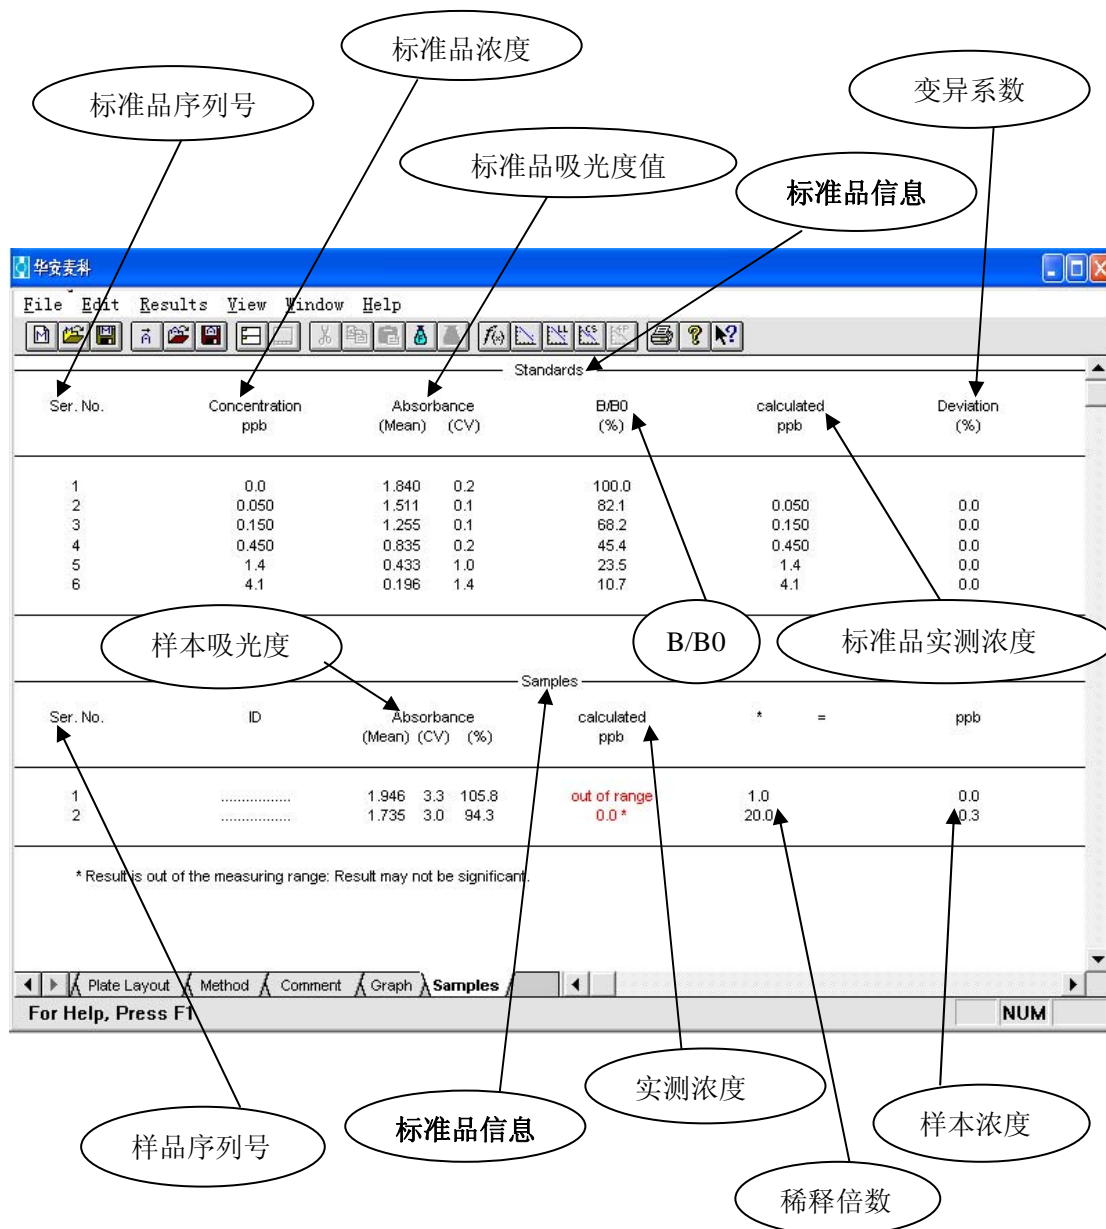 标准品浓度
标准品序列号
变异系数
标准品吸光度值
标准品信息
华安麦科
File Edit Results View Window Help
Standards
Ser. No. Concentration Absorbance B/B0 calculated Deviation
ppb (Mean) (CV) (%) ppb (%)
1 0.0 1.840 0.2 100.0
2 0.050 1.511 0.1 82.1 0.050 0.0
3 0.150 1.255 0.1 68.2 0.150 0.0
4 0.450 0.835 0.2 45.4 0.450 0.0
5 1.4 0.433 1.0 23.5 1.4 0.0
6 4.1 0.196 1.4 10.7 4.1 0.0
样本吸光度 B/B0 标准品实测浓度
Samples
Ser. No. ID Absorbance calculated * = ppb
(Mean) (CV) (%) ppb
1 ................ 1.946 3.3 105.8 out of range 1.0 0.0
2 ................ 1.735 3.0 94.3 0.0 * 20.0 0.3
* Result is out of the measuring range: Result may not be significant.
Plate Layout Method Comment Graph Samples
For Help, Press F1 NUM
实测浓度
标准品信息
样本浓度
样品序列号
稀释倍数